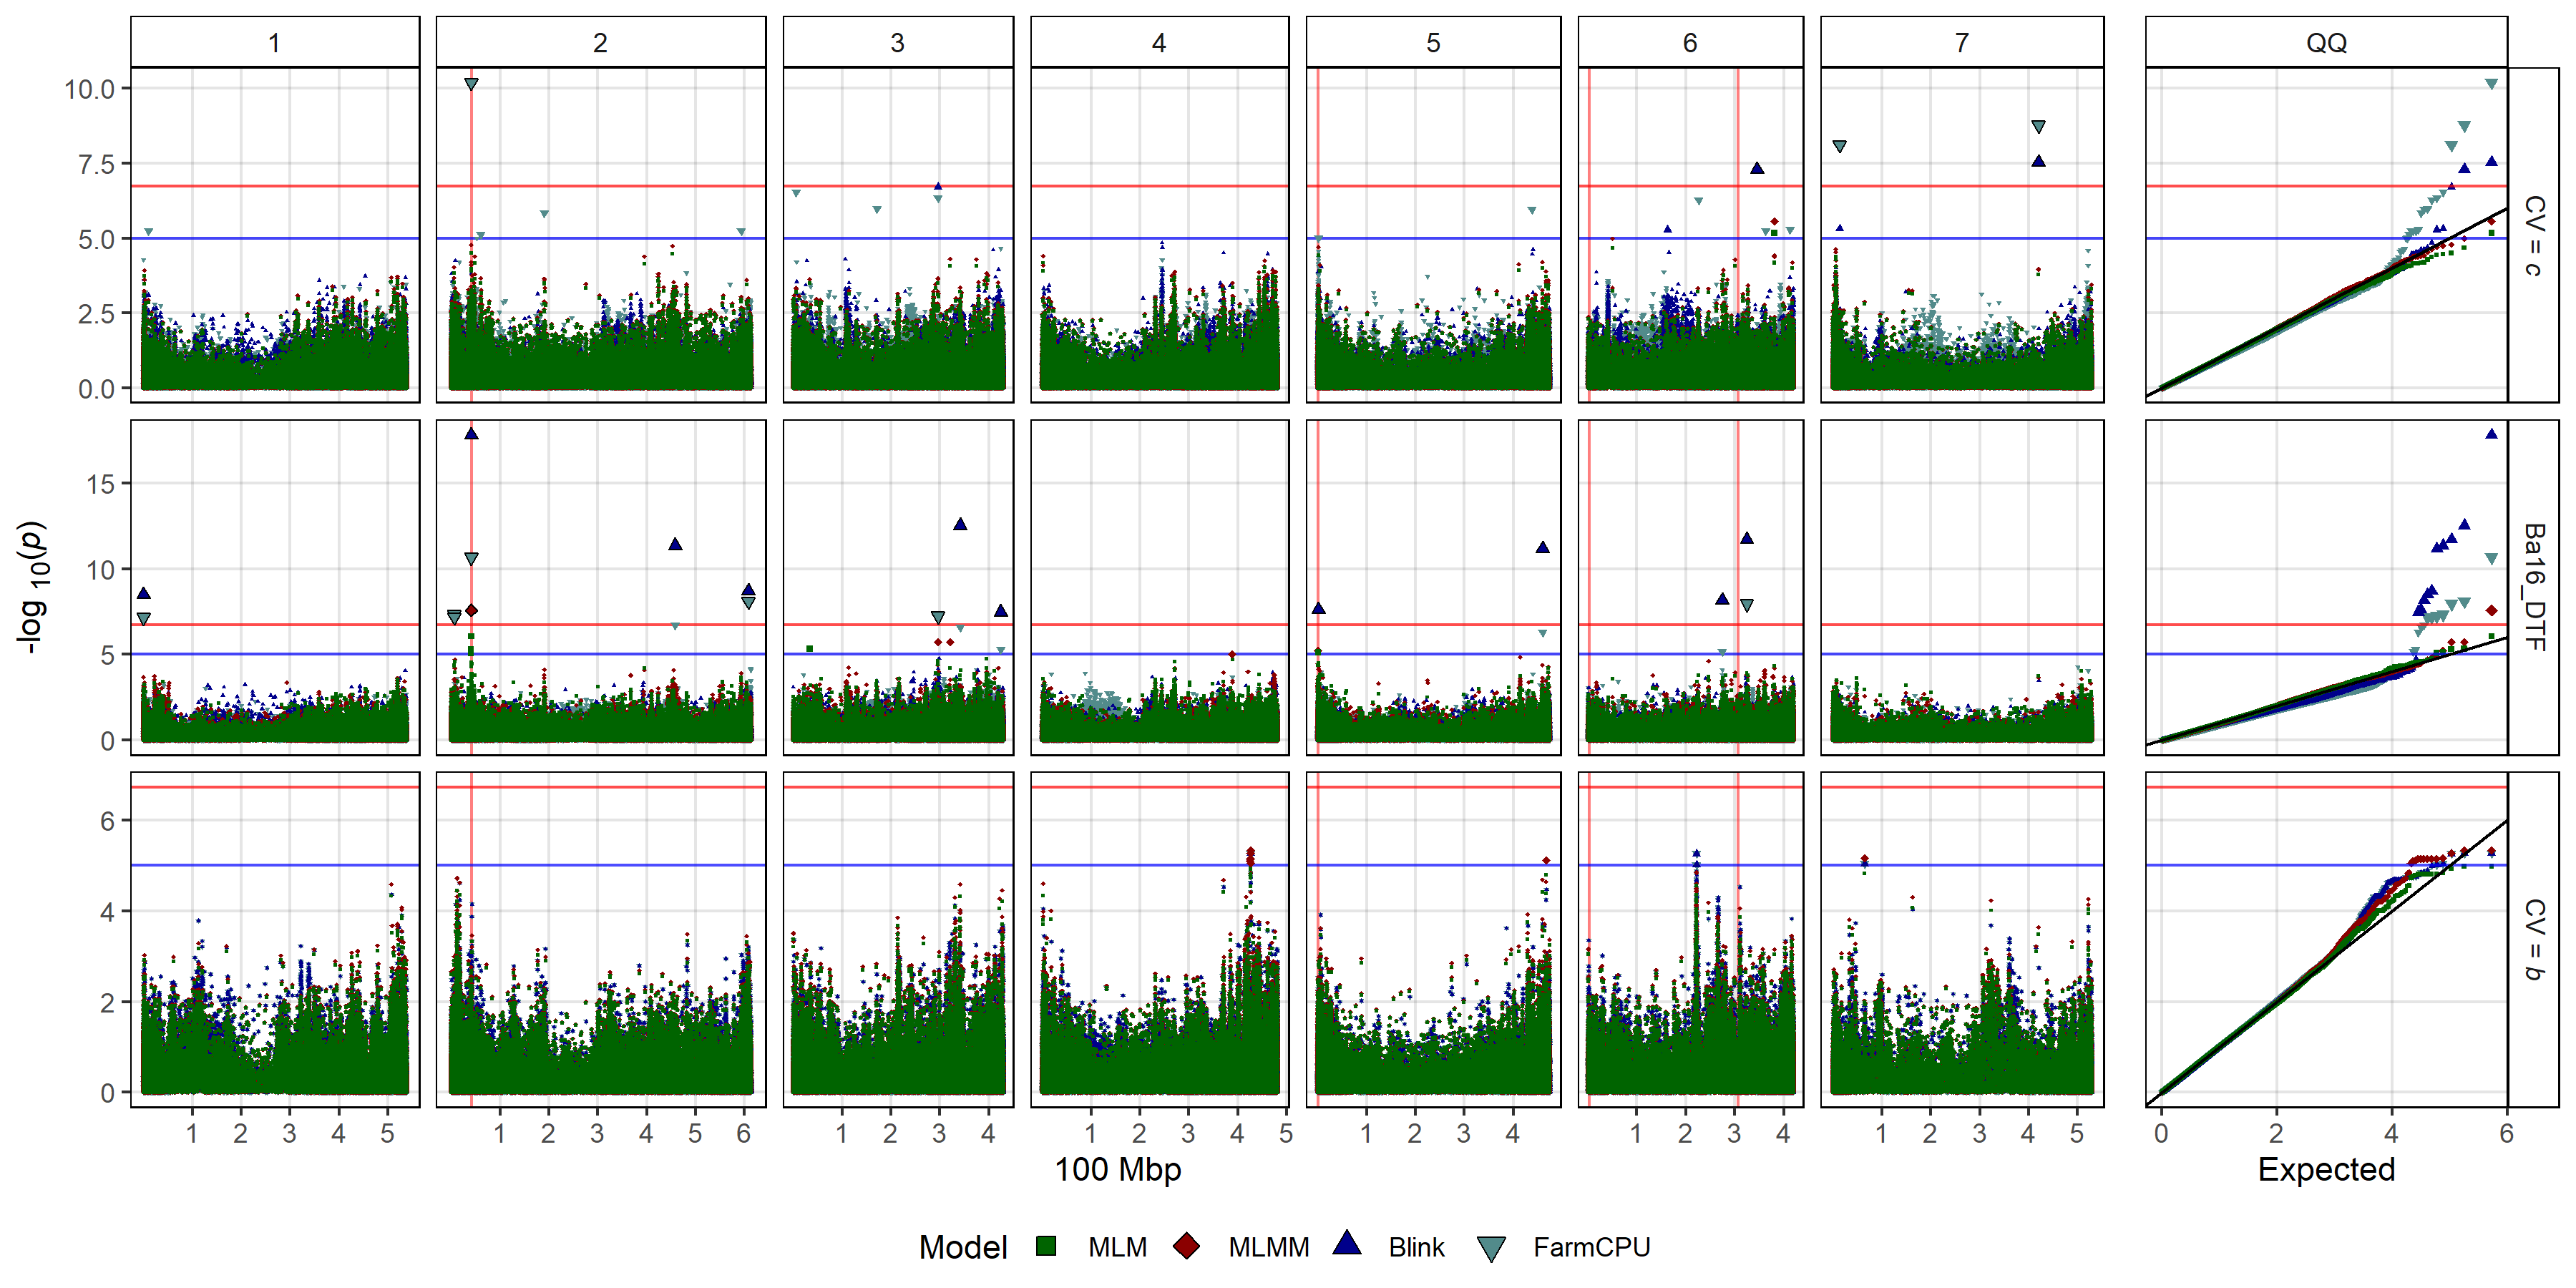 1 2 3 4 5 6 7 QQ
10.0
7.5
5.0
2.5
0.0
CV = c
15
10
5
0
Ba16_DTF
6
4
2
0
CV = b
-log 10(p)
1 2 3 4 5 1 2 3 4 5 6 1 2 3 4 1 2 3 4 5 1 2 3 4 1 2 3 4 1 2 3 4 5 0 2 4 6
100 Mbp Expected
Model MLM MLMM Blink FarmCPU